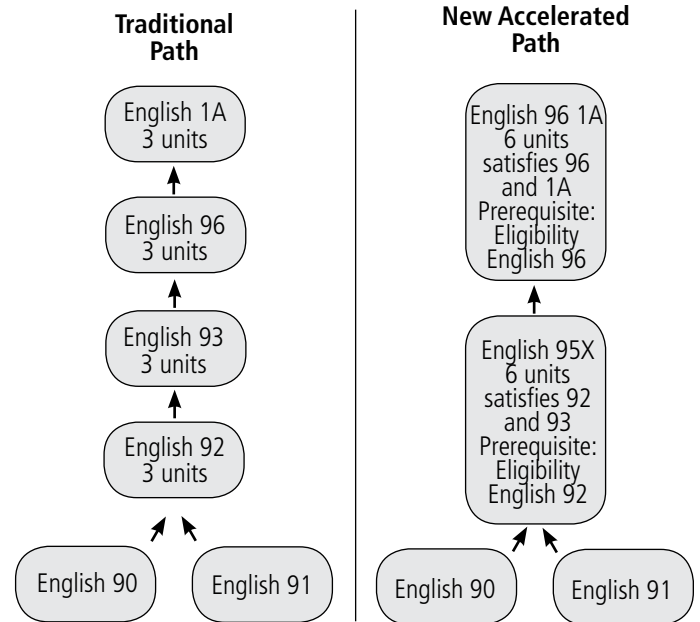 Traditional
Path
English 1A
3 units
English 96
3 units
English 93
3 units
English 92
3 units
English 90
English 91
New Accelerated
Path
English 96 1A
6 units
satisfies 96
and 1A
Prerequisite:
Eligibility
English 96
English 95X
6 units
satisfies 92
and 93
Prerequisite:
Eligibility
English 92
English 90
English 91